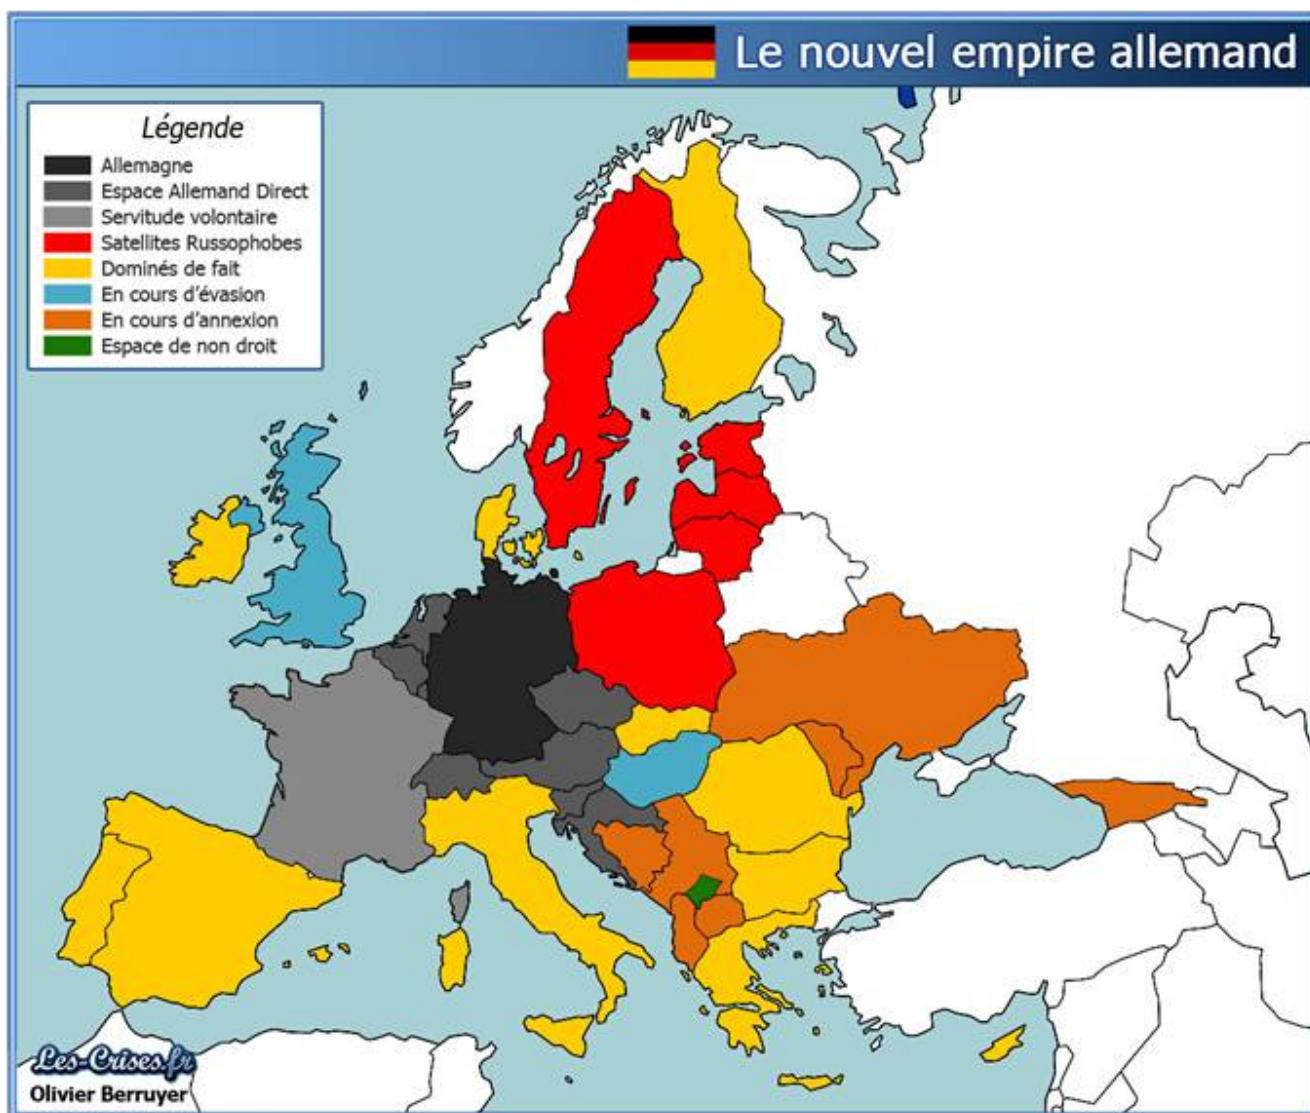 Le nouvel empire allemand
Légende
Allemagne
Espace Allemand Direct
Servitude volontaire
Satellites Russophobes
Dominés de fait
En cours d'évasion
En cours d'annexion
Espace de non droit
Les-Crises.fr
Olivier Berruyer